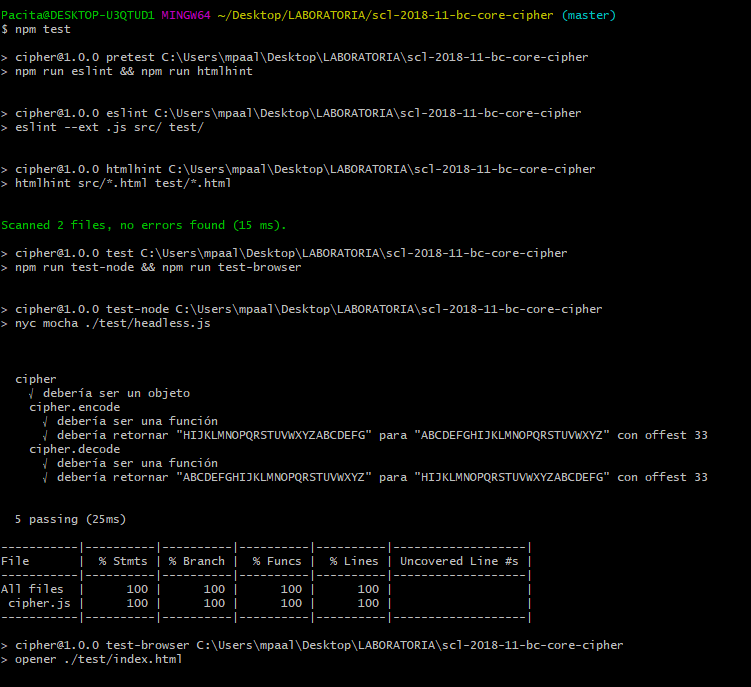 Pacita@DESKTOP-U3QTUD1 MINGW64 ~/Desktop/LABORATORIA/scl-2018-11-bc-core-cipher (master)
$ npm test
> cipher@1.0.0 pretest C:\Users\mpaal\Desktop\LABORATORIA\scl-2018-11-bc-core-cipher
> npm run eslint && npm run htmlhint
> cipher@1.0.0 eslint C:\Users\mpaal\Desktop\LABORATORIA\scl-2018-11-bc-core-cipher
> eslint --ext .js src/ test/
> cipher@1.0.0 htmlhint C:\Users\mpaal\Desktop\LABORATORIA\scl-2018-11-bc-core-cipher
> htmlhint src/*.html test/*.html
Scanned 2 files, no errors found (15 ms).
> cipher@1.0.0 test C:\Users\mpaal\Desktop\LABORATORIA\scl-2018-11-bc-core-cipher
> npm run test-node && npm run test-browser
> cipher@1.0.0 test-node C:\Users\mpaal\Desktop\LABORATORIA\scl-2018-11-bc-core-cipher
> nyc mocha ./test/headless.js
cipher
√ debería ser un objeto
cipher.encode
√ debería ser una función
√ debería retornar "HIJKLMNOPQRSTUVWXYZABCDEFG" para "ABCDEFGHIJKLMNOPQRSTUVWXYZ" con offest 33
cipher.decode
√ debería ser una función
√ debería retornar "ABCDEFGHIJKLMNOPQRSTUVWXYZ" para "HIJKLMNOPQRSTUVWXYZABCDEFG" con offest 33
5 passing (25ms)
-----------|----------|----------|----------|----------|-------------------|
File       |  % Stmts | % Branch |  % Funcs |  % Lines | Uncovered Line #s |
-----------|----------|----------|----------|----------|-------------------|
All files  |      100 |      100 |      100 |      100 |                   |
 cipher.js |      100 |      100 |      100 |      100 |                   |
-----------|----------|----------|----------|----------|-------------------|
> cipher@1.0.0 test-browser C:\Users\mpaal\Desktop\LABORATORIA\scl-2018-11-bc-core-cipher
> opener ./test/index.html